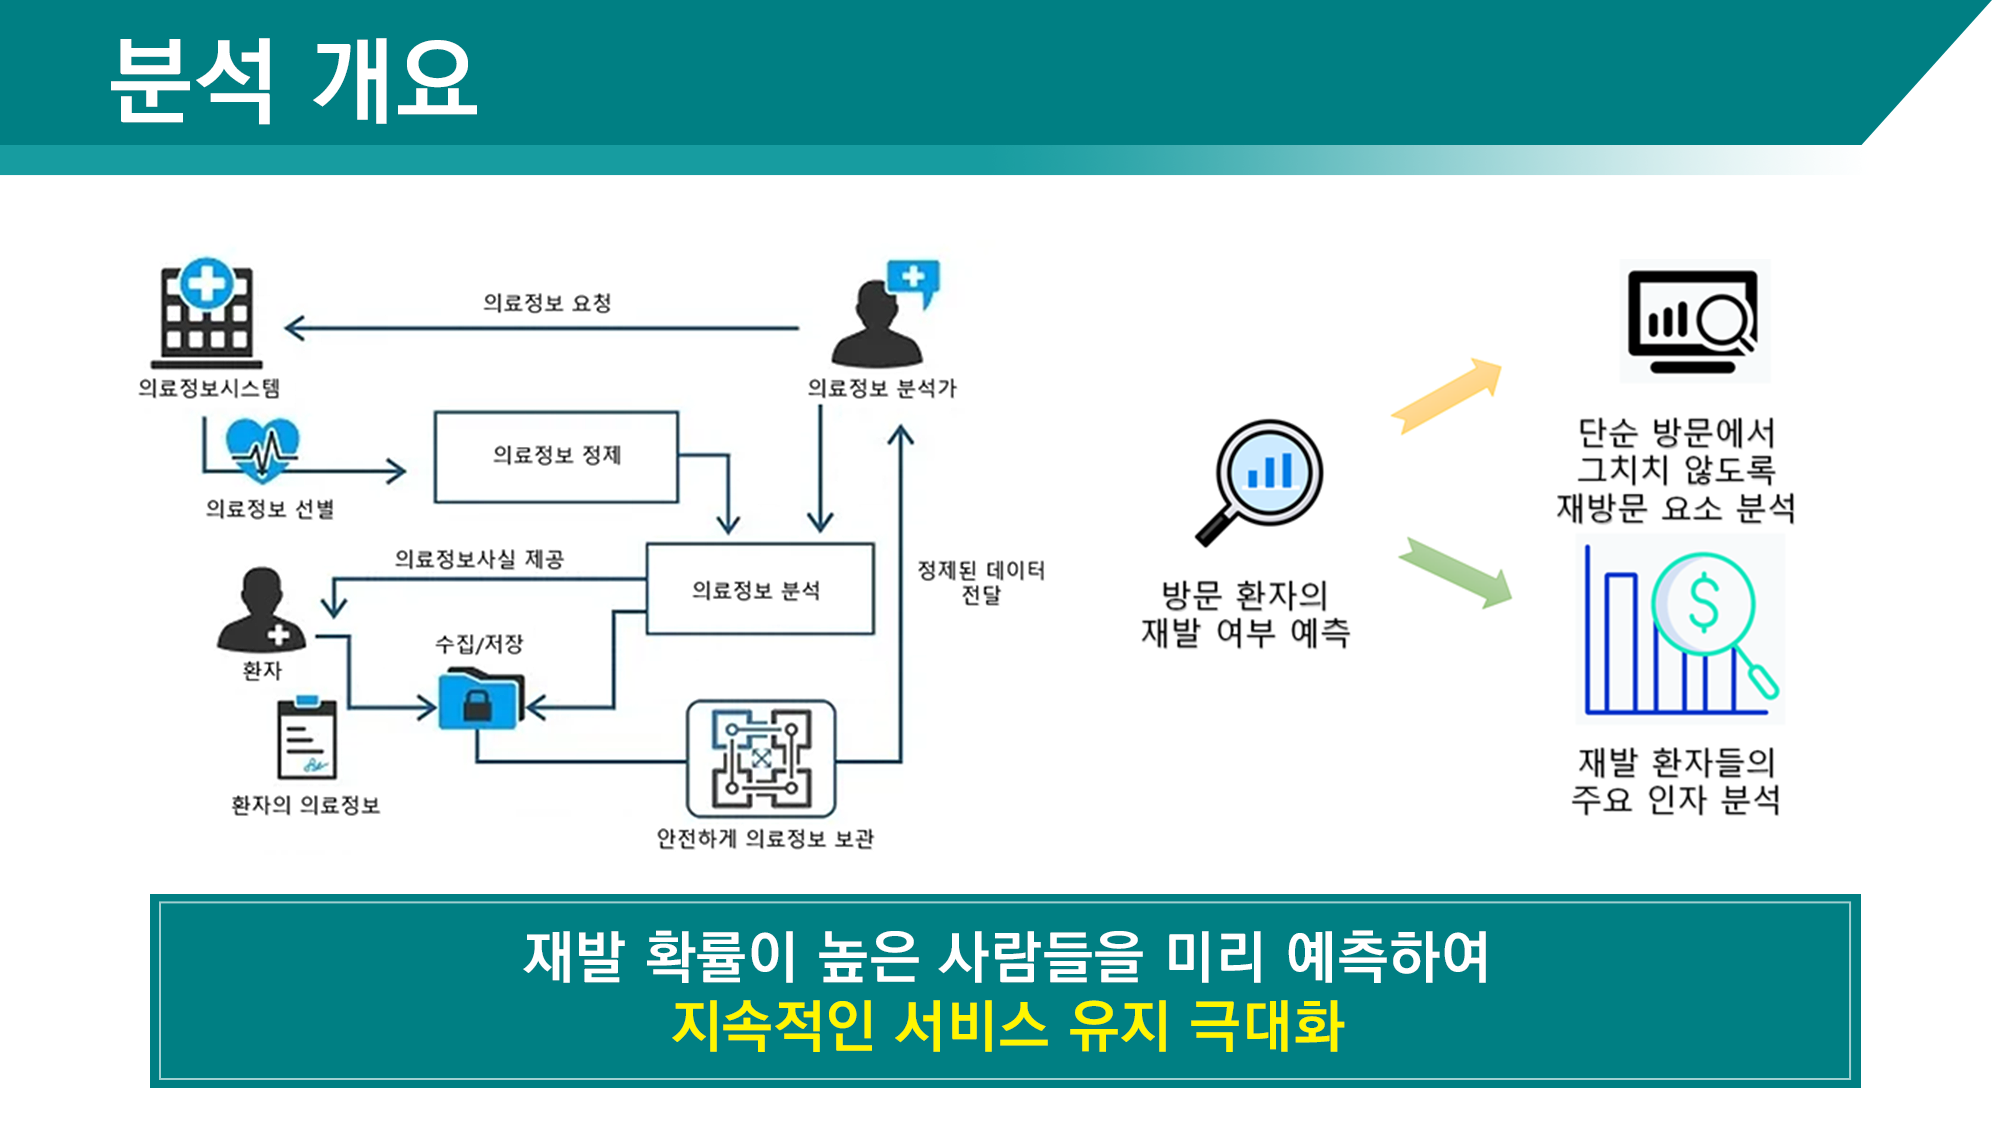 분석 개요
의료정보 요청
의료정보시스템
의료정보 분석가
의료정보 정제
의료정보 선별
의료정보사실 제공
의료정보 분석
정제된 데이터
전달
환자
수집/저장
환자의 의료정보
안전하게 의료정보 보관
방문 환자의
재발 여부 예측
단순 방문에서
그치치 않도록
재방문 요소 분석
재발 환자들의
주요 인자 분석
재발 확률이 높은 사람들을 미리 예측하여
지속적인 서비스 유지 극대화